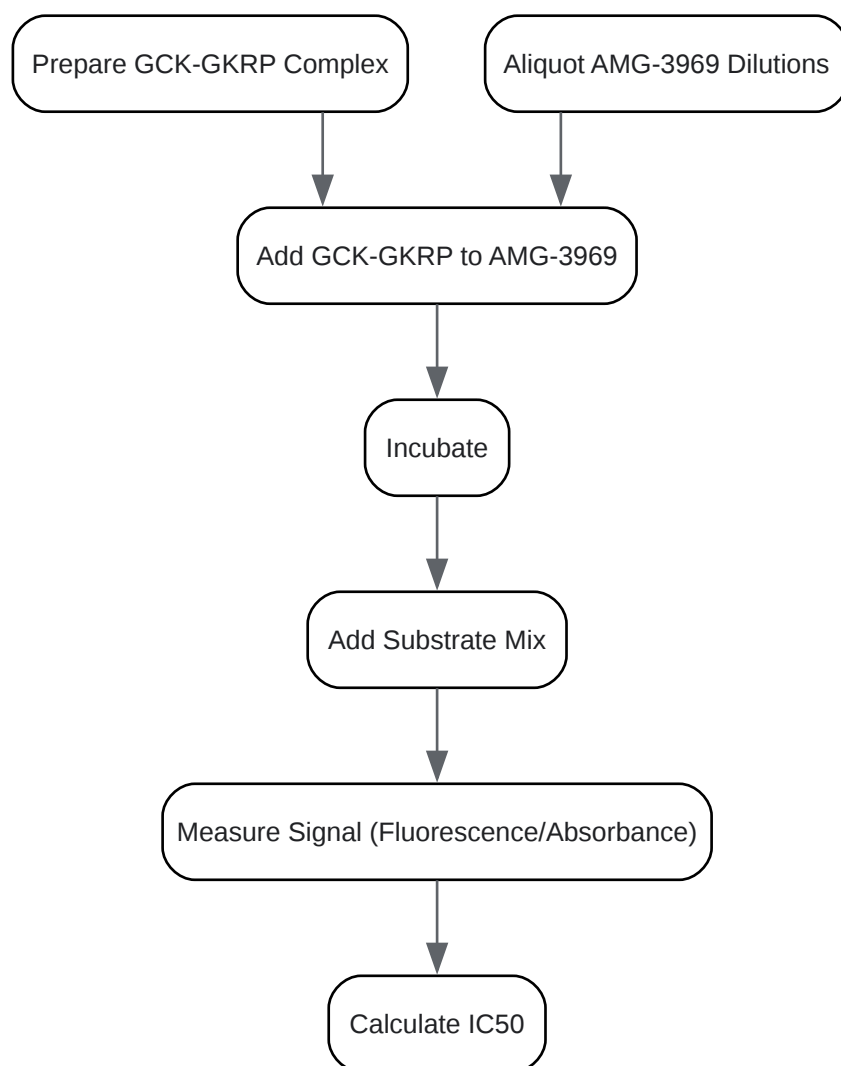 Prepare GCK-GKRP Complex
Aliquot AMG-3969 Dilutions
Add GCK-GKRP to AMG-3969
Incubate
Add Substrate Mix
Measure Signal (Fluorescence/Absorbance)
Calculate IC50